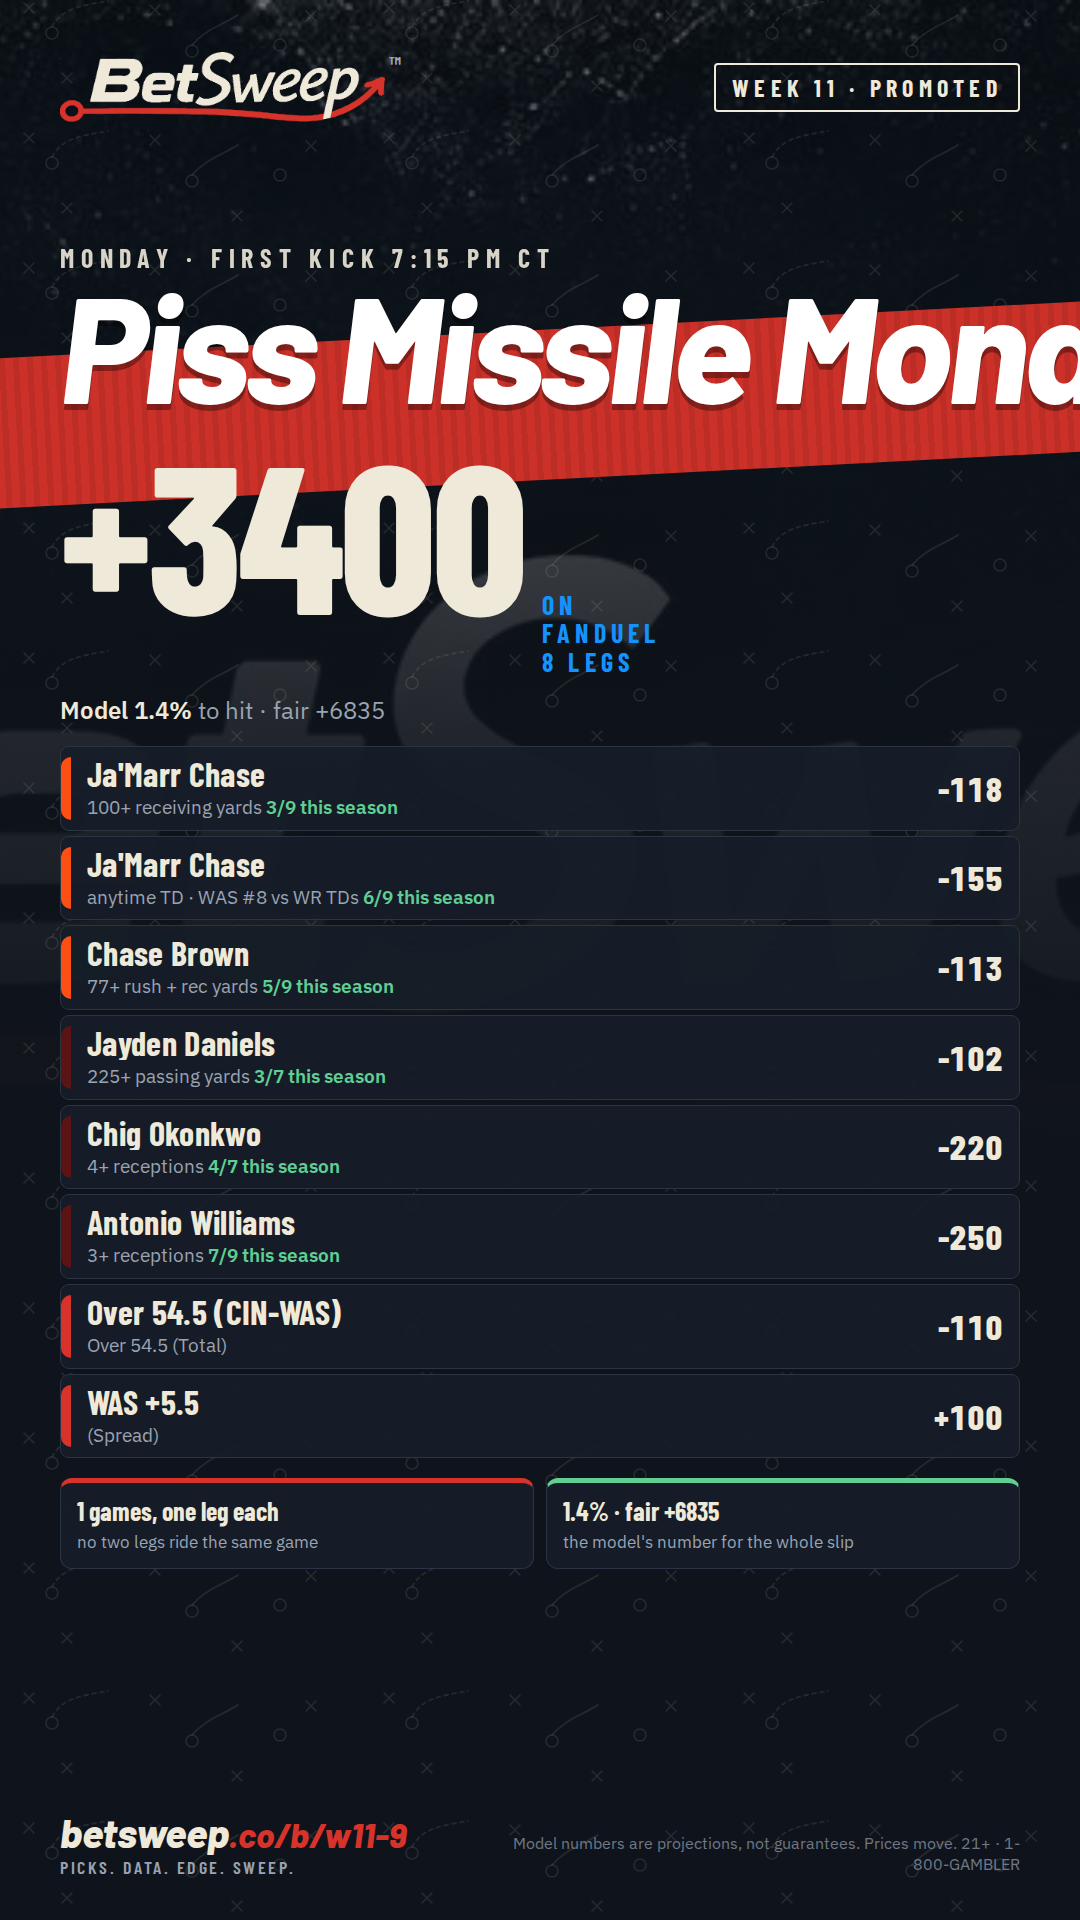 BetSweep™
WEEK 11 · PROMOTED
MONDAY · FIRST KICK 7:15 PM CT
Piss Missile Mond
+3400
ON
FANDUEL
8 LEGS
Model 1.4% to hit · fair +6835
Ja'Marr Chase
100+ receiving yards 3/9 this season
-118
Ja'Marr Chase
anytime TD · WAS #8 vs WR TDs 6/9 this season
-155
Chase Brown
77+ rush + rec yards 5/9 this season
-113
Jayden Daniels
225+ passing yards 3/7 this season
-102
Chig Okonkwo
4+ receptions 4/7 this season
-220
Antonio Williams
3+ receptions 7/9 this season
-250
Over 54.5 (CIN-WAS)
Over 54.5 (Total)
-110
WAS +5.5
(Spread)
+100
1 games, one leg each
no two legs ride the same game
1.4% · fair +6835
the model's number for the whole slip
betsweep.co/b/w11-9
PICKS. DATA. EDGE. SWEEP.
Model numbers are projections, not guarantees. Prices move. 21+ · 1-
800-GAMBLER